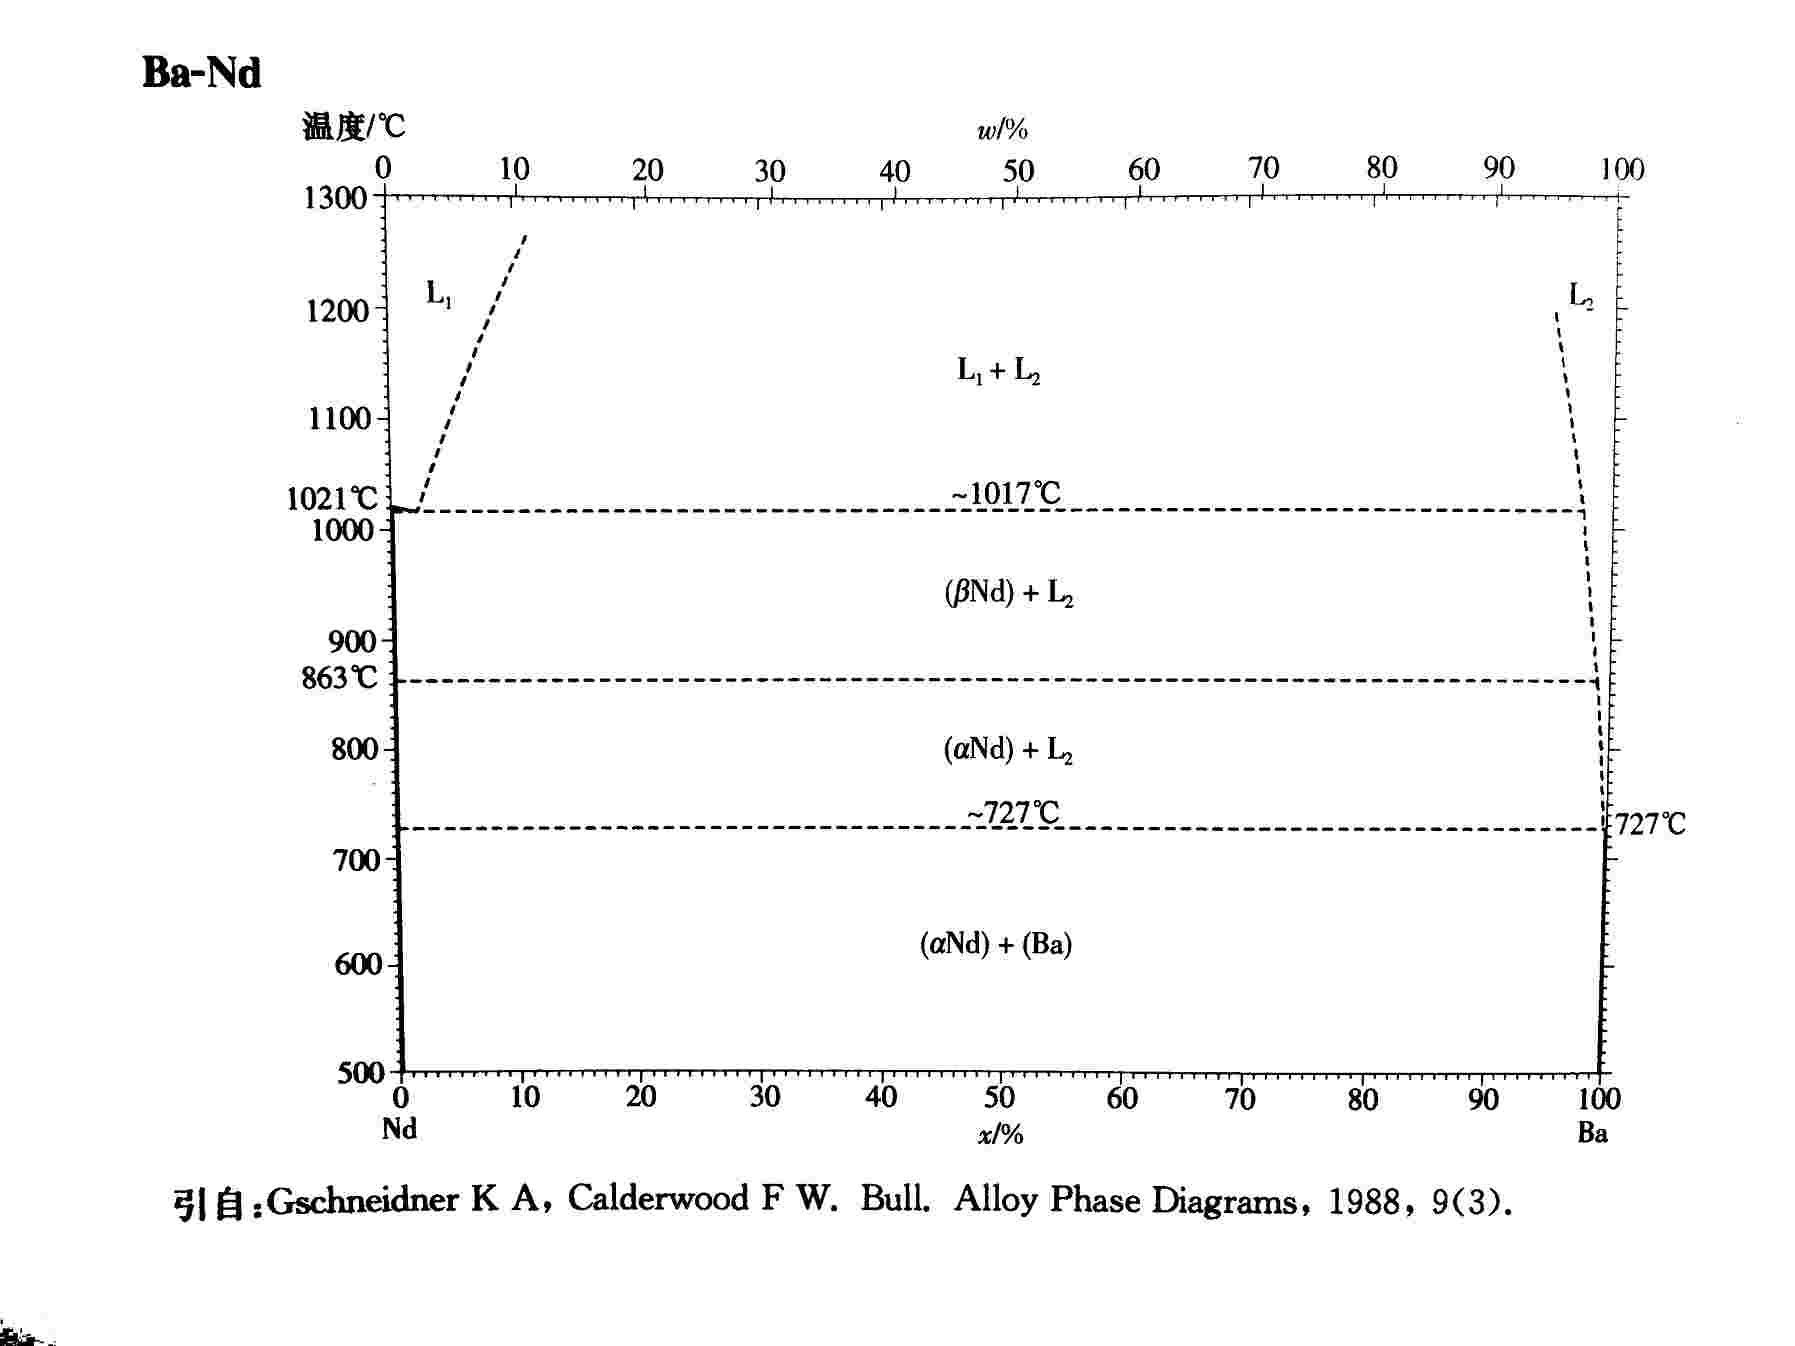 Ba-Nd
温度/℃
w/%
0 10 20 30 40 50 60 70 80 90 100
1300
L₁
L₂
1200
L₁ + L₂
1100
1021℃
~1017℃
1000
(βNd) + L₂
900
863℃
800
(αNd) + L₂
~727℃
727℃
700
(αNd) + (Ba)
600
500
0 10 20 30 40 50 60 70 80 90 100
Nd
x/%
Ba
引自:Gschneidner K A, Calderwood F W. Bull. Alloy Phase Diagrams, 1988, 9(3).